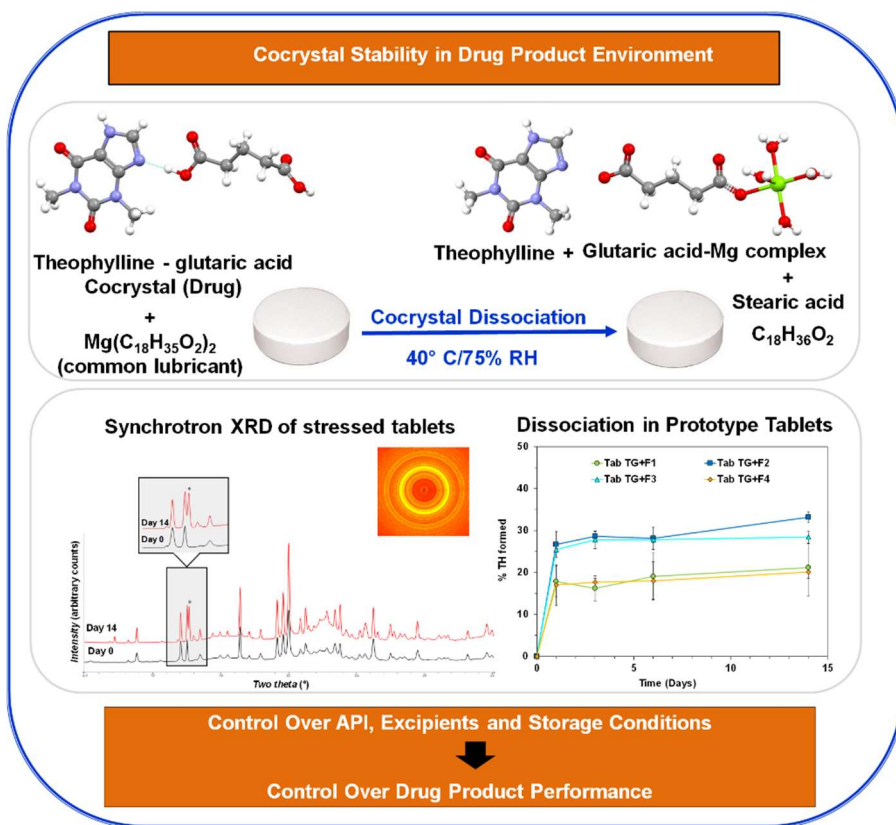 Cocrystal Stability in Drug Product Environment
Theophylline - glutaric acid
Cocrystal (Drug)
+
Mg(C₁₈H₃₅O₂)₂
(common lubricant)
Cocrystal Dissociation
40° C/75% RH
Theophylline + Glutaric acid-Mg complex
+
Stearic acid
C₁₈H₃₆O₂
Synchrotron XRD of stressed tablets
Day 14
Day 0
*
Day 14
Day 0
*
Intensity (arbitrary counts)
Two theta (°)
Dissociation in Prototype Tablets
Tab TG+F1
Tab TG+F2
Tab TG+F3
Tab TG+F4
50
40
30
20
10
0
% TH formed
0
5
10
15
Time (Days)
Control Over API, Excipients and Storage Conditions
Control Over Drug Product Performance